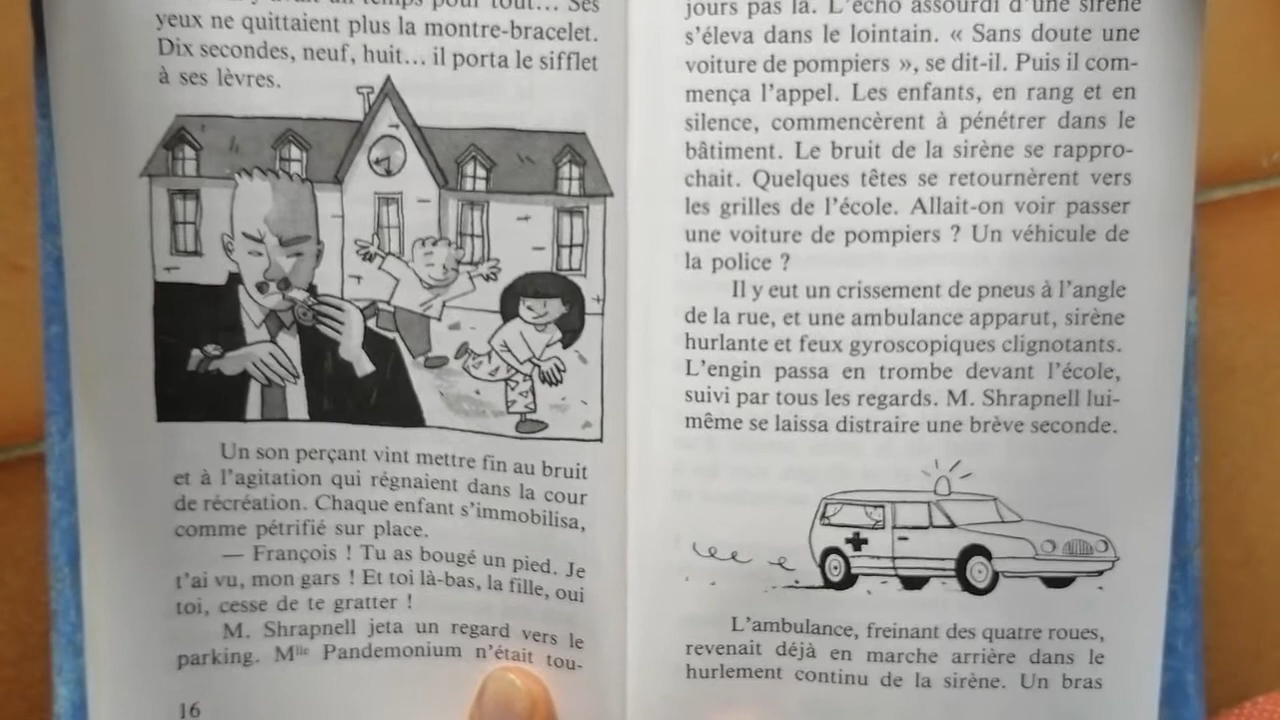 yeux ne quittaient plus la montre-bracelet.
Dix secondes, neuf, huit... il porta le sifflet
à ses lèvres.
Un son perçant vint mettre fin au bruit
et à l'agitation qui régnaient dans la cour
de récréation. Chaque enfant s'immobilisa,
comme pétrifié sur place.
— François ! Tu as bougé un pied. Je
t'ai vu, mon gars ! Et toi là-bas, la fille, oui
toi, cesse de te gratter !
M. Shrapnell jeta un regard vers le
parking. Mlle Pandemonium n'était tou-
16
jours pas là. L'écho assourdi d'une sirène
s'éleva dans le lointain. « Sans doute une
voiture de pompiers », se dit-il. Puis il com-
mença l'appel. Les enfants, en rang et en
silence, commencèrent à pénétrer dans le
bâtiment. Le bruit de la sirène se rappro-
chait. Quelques têtes se retournèrent vers
les grilles de l'école. Allait-on voir passer
une voiture de pompiers ? Un véhicule de
la police ?
Il y eut un crissement de pneus à l'angle
de la rue, et une ambulance apparut, sirène
hurlante et feux gyroscopiques clignotants.
L'engin passa en trombe devant l'école,
suivi par tous les regards. M. Shrapnell lui-
même se laissa distraire une brève seconde.
L'ambulance, freinant des quatre roues,
revenait déjà en marche arrière dans le
hurlement continu de la sirène. Un bras